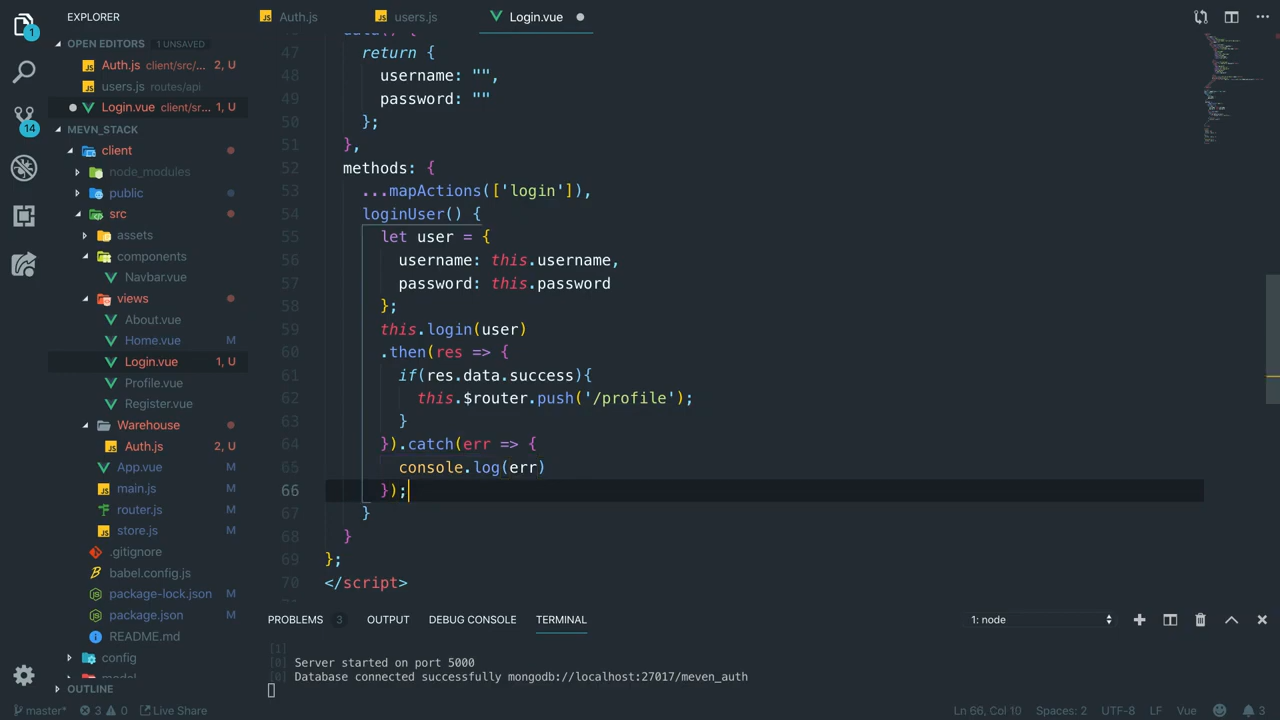 EXPLORER
Auth.js
users.js
Login.vue
1
OPEN EDITORS 1 UNSAVED
Auth.js client/src/... 2, U
users.js routes/api
Login.vue client/sr... 1, U
14
MEVN_STACK
client
node_modules
public
src
assets
components
Navbar.vue
views
About.vue
Home.vue M
Login.vue 1, U
Profile.vue
Register.vue
Warehouse
Auth.js 2, U
App.vue M
main.js M
router.js M
store.js M
.gitignore
babel.config.js
package-lock.json M
package.json M
README.md
config
OUTLINE
47 return {
48 username: "",
49 password: ""
50 };
51 },
52 methods: {
53 ...mapActions(['login']),
54 loginUser() {
55 let user = {
56 username: this.username,
57 password: this.password
58 };
59 this.login(user)
60 .then(res => {
61 if(res.data.success){
62 this.$router.push('/profile');
63 }
64 }).catch(err => {
65 console.log(err)
66 });
67 }
68 }
69 };
70 </script>
PROBLEMS 3 OUTPUT DEBUG CONSOLE TERMINAL 1: node
[1]
[0] Server started on port 5000
[0] Database connected successfully mongodb://localhost:27017/meven_auth
master* 3 0 Live Share Ln 66, Col 10 Spaces: 2 UTF-8 LF Vue 3